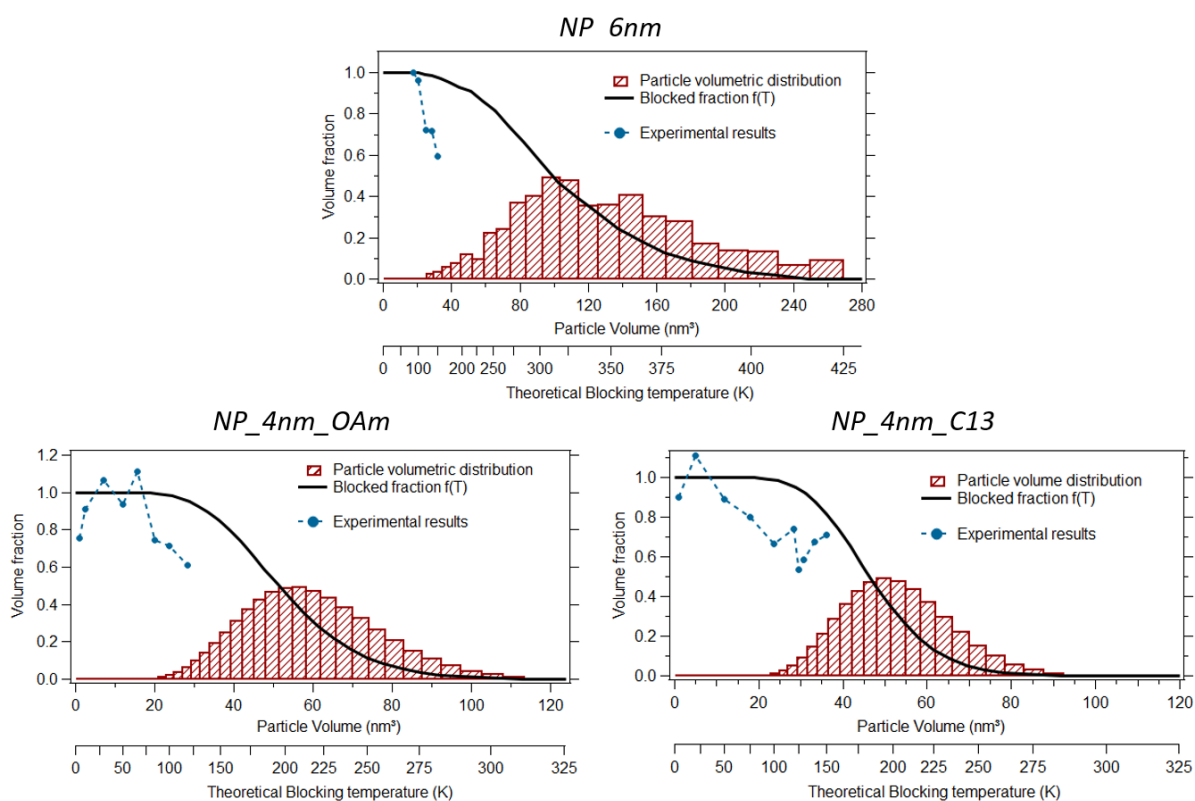 NP 6nm
1.0
0.8
0.6
0.4
0.2
0.0
Volume fraction
Particle volumetric distribution
Blocked fraction f(T)
Experimental results
0 40 80 120 160 200 240 280
Particle Volume (nm³)
0 100 200 250 300 350 375 400 425
Theoretical Blocking temperature (K)
NP_4nm_OAm
1.2
1.0
0.8
0.6
0.4
0.2
0.0
Volume fraction
Particle volumetric distribution
Blocked fraction f(T)
Experimental results
0 20 40 60 80 100 120
Particle Volume (nm³)
0 50 100 150 200 225 250 275 300 325
Theoretical Blocking temperature (K)
NP_4nm_C13
1.0
0.8
0.6
0.4
0.2
0.0
Volume fraction
Particle volume distribution
Blocked fraction f(T)
Experimental results
0 20 40 60 80 100 120
Particle Volume (nm³)
0 50 100 150 200 225 250 275 300 325
Theoretical Blocking temperature (K)